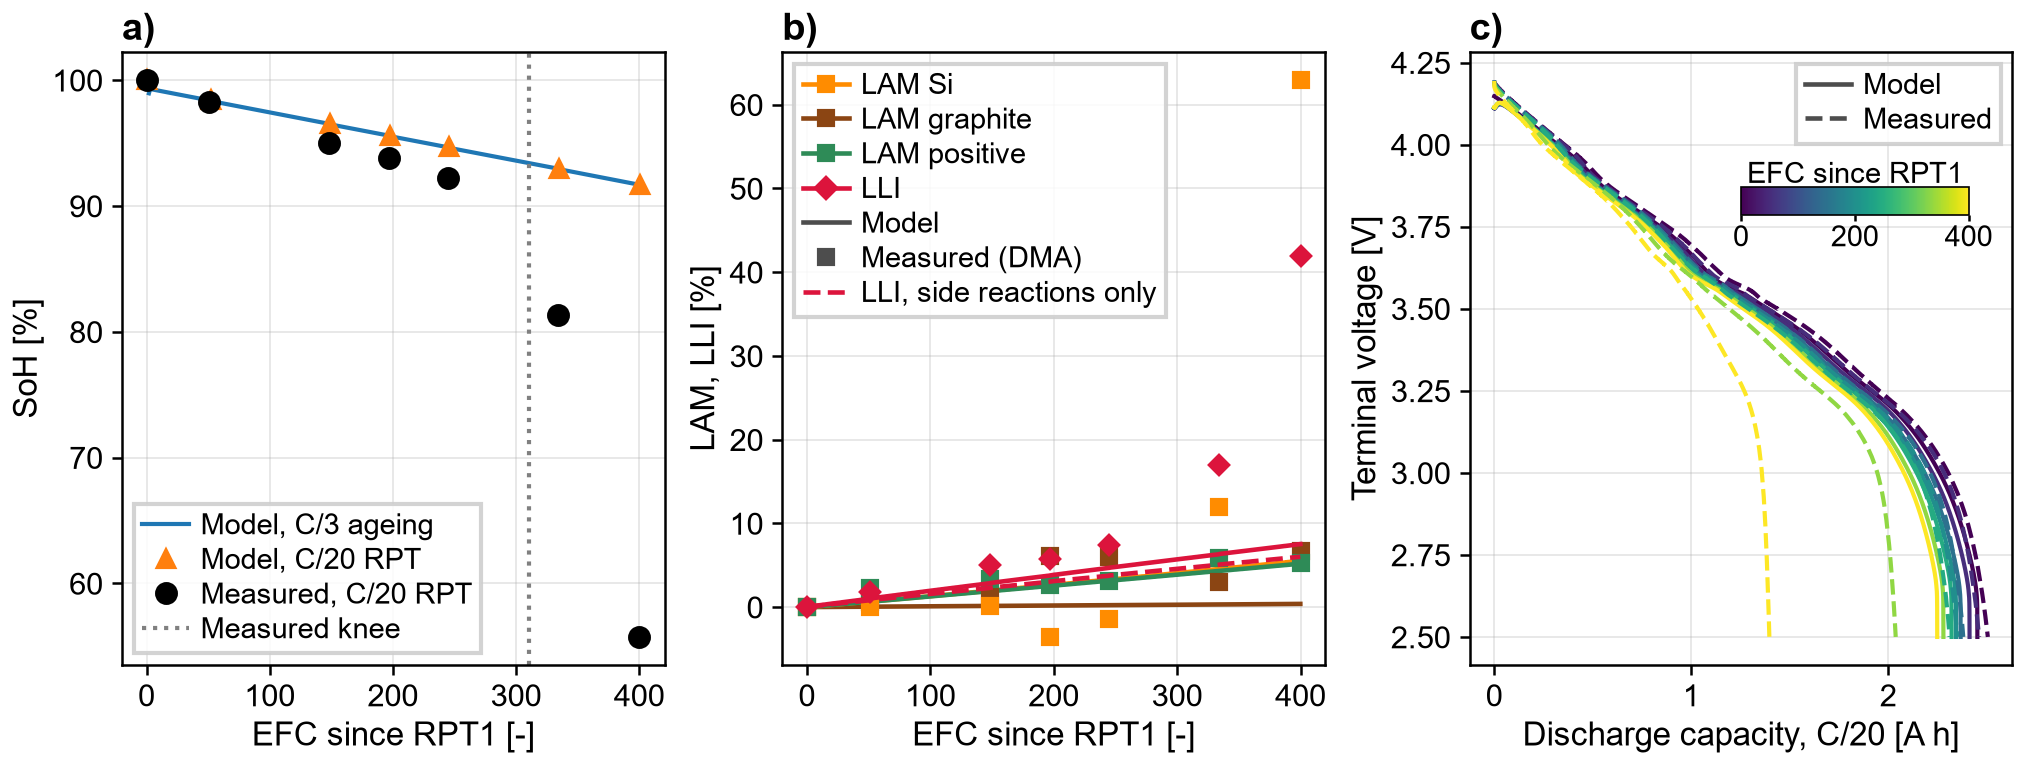 a)
100
90
80
70
60
SoH [%]
Model, C/3 ageing
Model, C/20 RPT
Measured, C/20 RPT
Measured knee
0
100
200
300
400
EFC since RPT1 [-]
b)
60
50
40
30
20
10
0
LAM, LLI [%]
LAM Si
LAM graphite
LAM positive
LLI
Model
Measured (DMA)
LLI, side reactions only
0
100
200
300
400
EFC since RPT1 [-]
c)
4.25
4.00
3.75
3.50
3.25
3.00
2.75
2.50
Terminal voltage [V]
Model
Measured
EFC since RPT1
0
200
400
0
1
2
Discharge capacity, C/20 [A h]